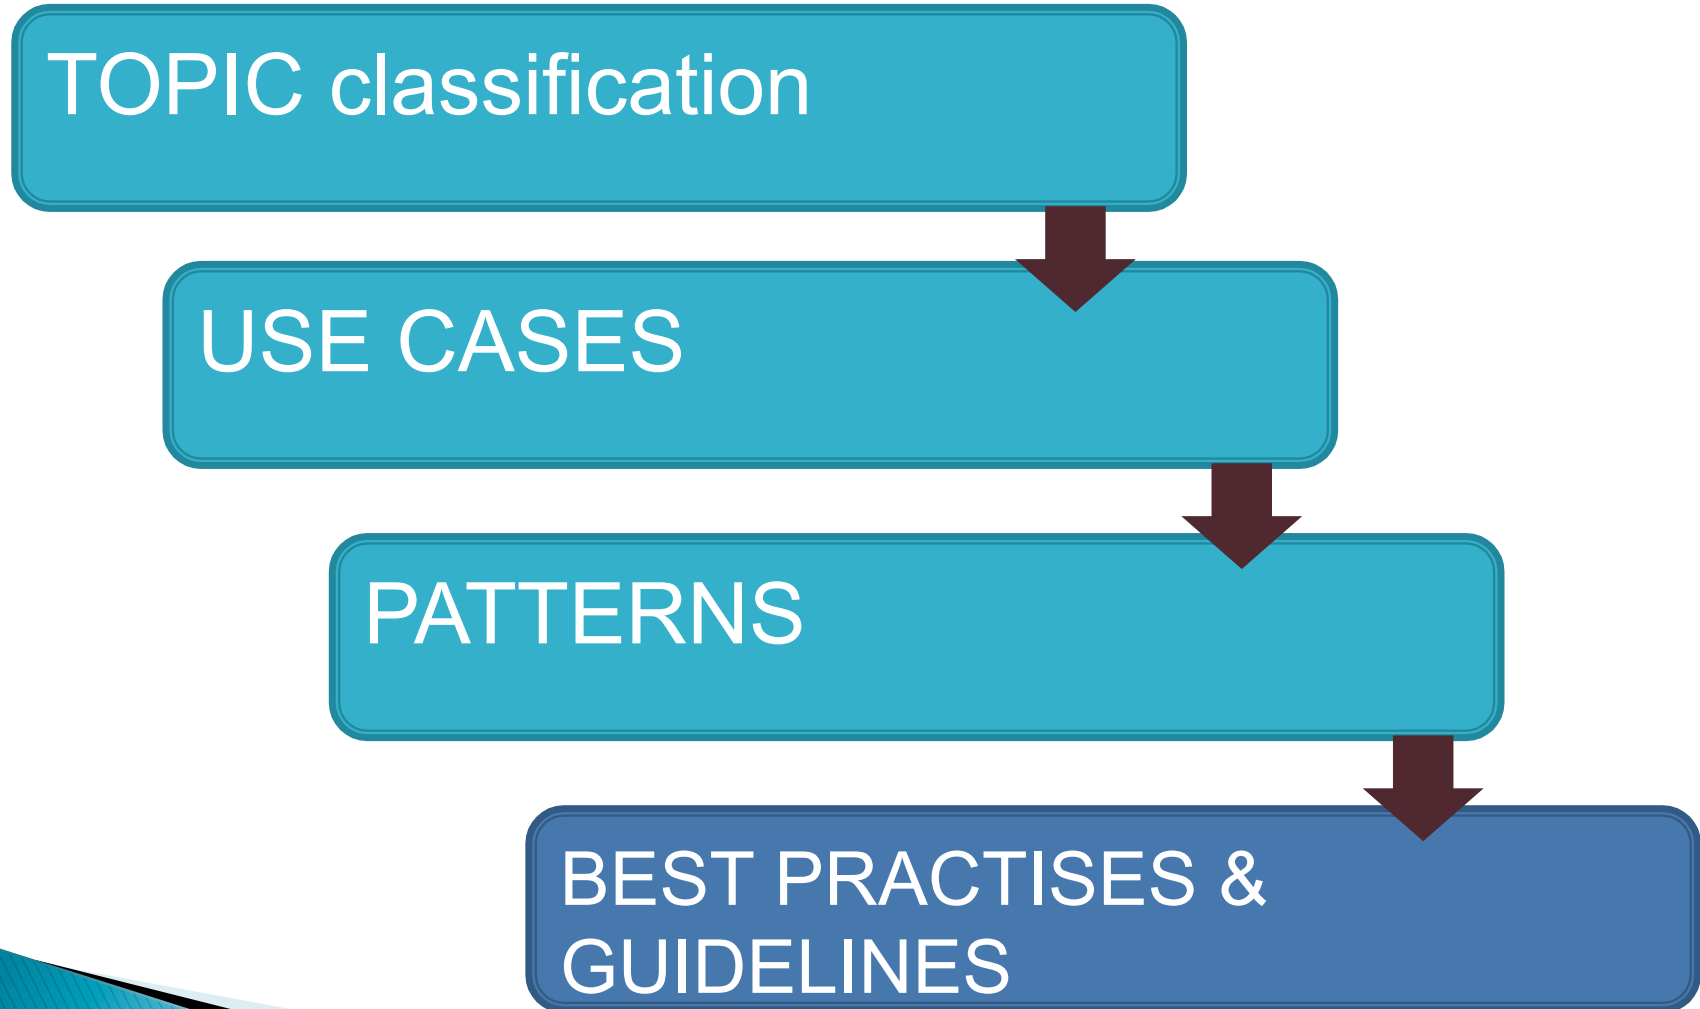 TOPIC classification
USE CASES
PATTERNS
BEST PRACTISES &
GUIDELINES